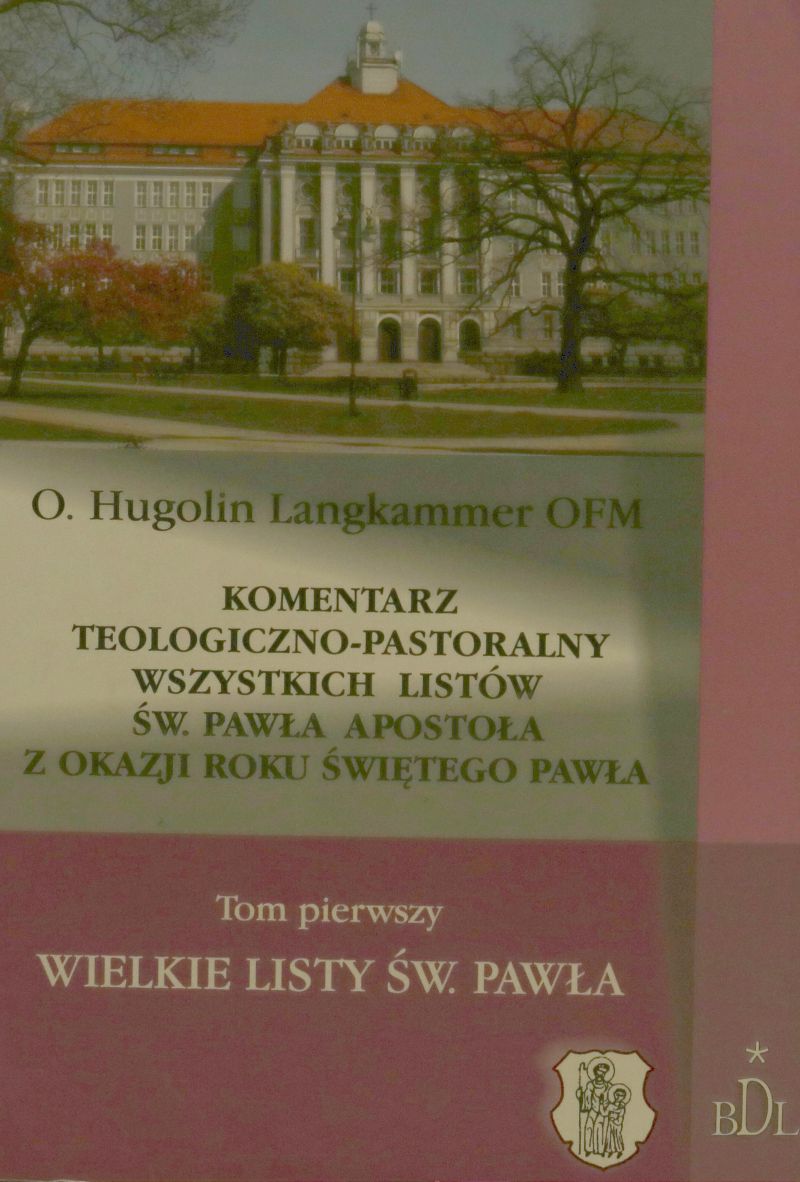 O. Hugolin Langkammer OFM
KOMENTARZ
TEOLOGICZNO-PASTORALNY
WSZYSTKICH LISTÓW
ŚW. PAWŁA APOSTOŁA
Z OKAZJI ROKU ŚWIĘTEGO PAWŁA
Tom pierwszy
WIELKIE LISTY ŚW. PAWŁA
*
BDL